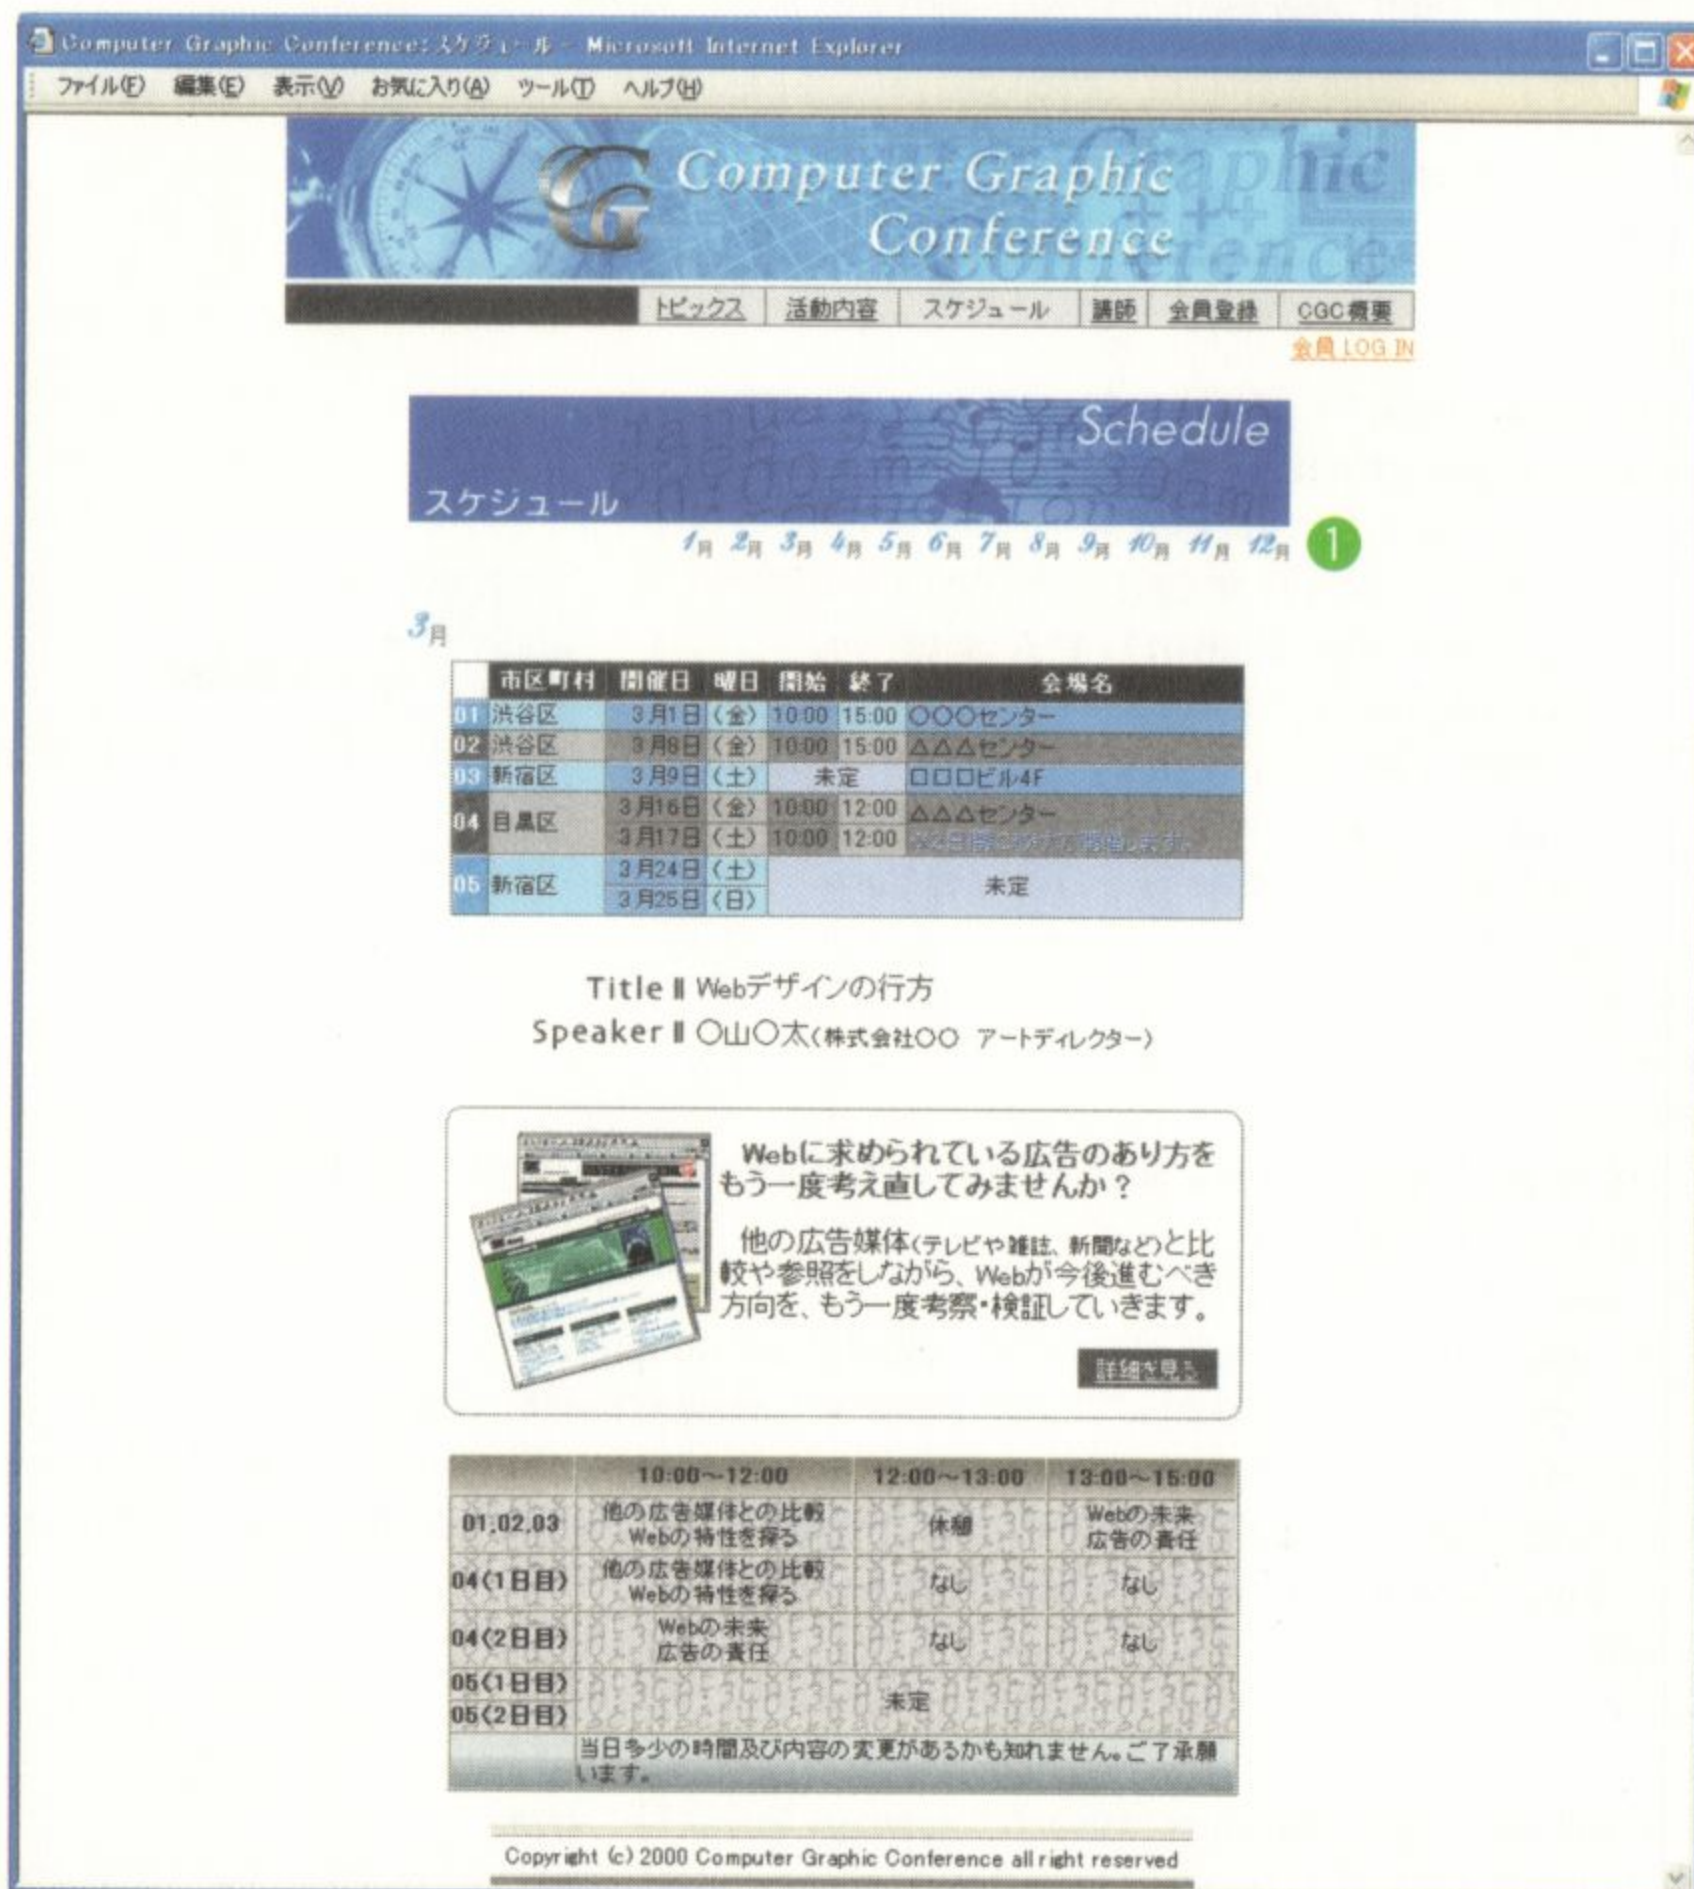 Computer Graphic Conference:スケジュール - Microsoft Internet Explorer
ファイル(F) 編集(E) 表示(V) お気に入り(A) ツール(T) ヘルプ(H)
CG Computer Graphic
Conference
トピックス 活動内容 スケジュール 講師 会員登録 CGC概要
会員 LOG IN
Schedule
スケジュール
1月 2月 3月 4月 5月 6月 7月 8月 9月 10月 11月 12月 1
3月
市区町村 開催日 曜日 開始 終了 会場名
01 渋谷区 3月1日 (金) 10:00 15:00 ○○○センター
02 渋谷区 3月8日 (金) 10:00 15:00 △△△センター
03 新宿区 3月9日 (土) 未定 □□□ビル4F
04 目黒区 3月16日 (金) 10:00 12:00 △△△センター
3月17日 (土) 10:00 12:00
05 新宿区 3月24日 (土) 未定
3月25日 (日)
Title Webデザインの行方
Speaker ○山○太(株式会社○○ アートディレクター)
Webに求められている広告のあり方を
もう一度考え直してみませんか?
他の広告媒体(テレビや雑誌、新聞など)と比
較や参照をしながら、Webが今後進むべき
方向を、もう一度考察・検証していきます。
詳細を見る
10:00~12:00 12:00~13:00 13:00~15:00
01,02,03 他の広告媒体との比較 休憩 Webの未来
Webの特性を探る 広告の責任
04(1日目) 他の広告媒体との比較 なし なし
Webの特性を探る
04(2日目) Webの未来 なし なし
広告の責任
05(1日目) 未定
05(2日目)
当日多少の時間及び内容の変更があるかも知れません。ご了承願
います。
Copyright (c) 2000 Computer Graphic Conference all right reserved